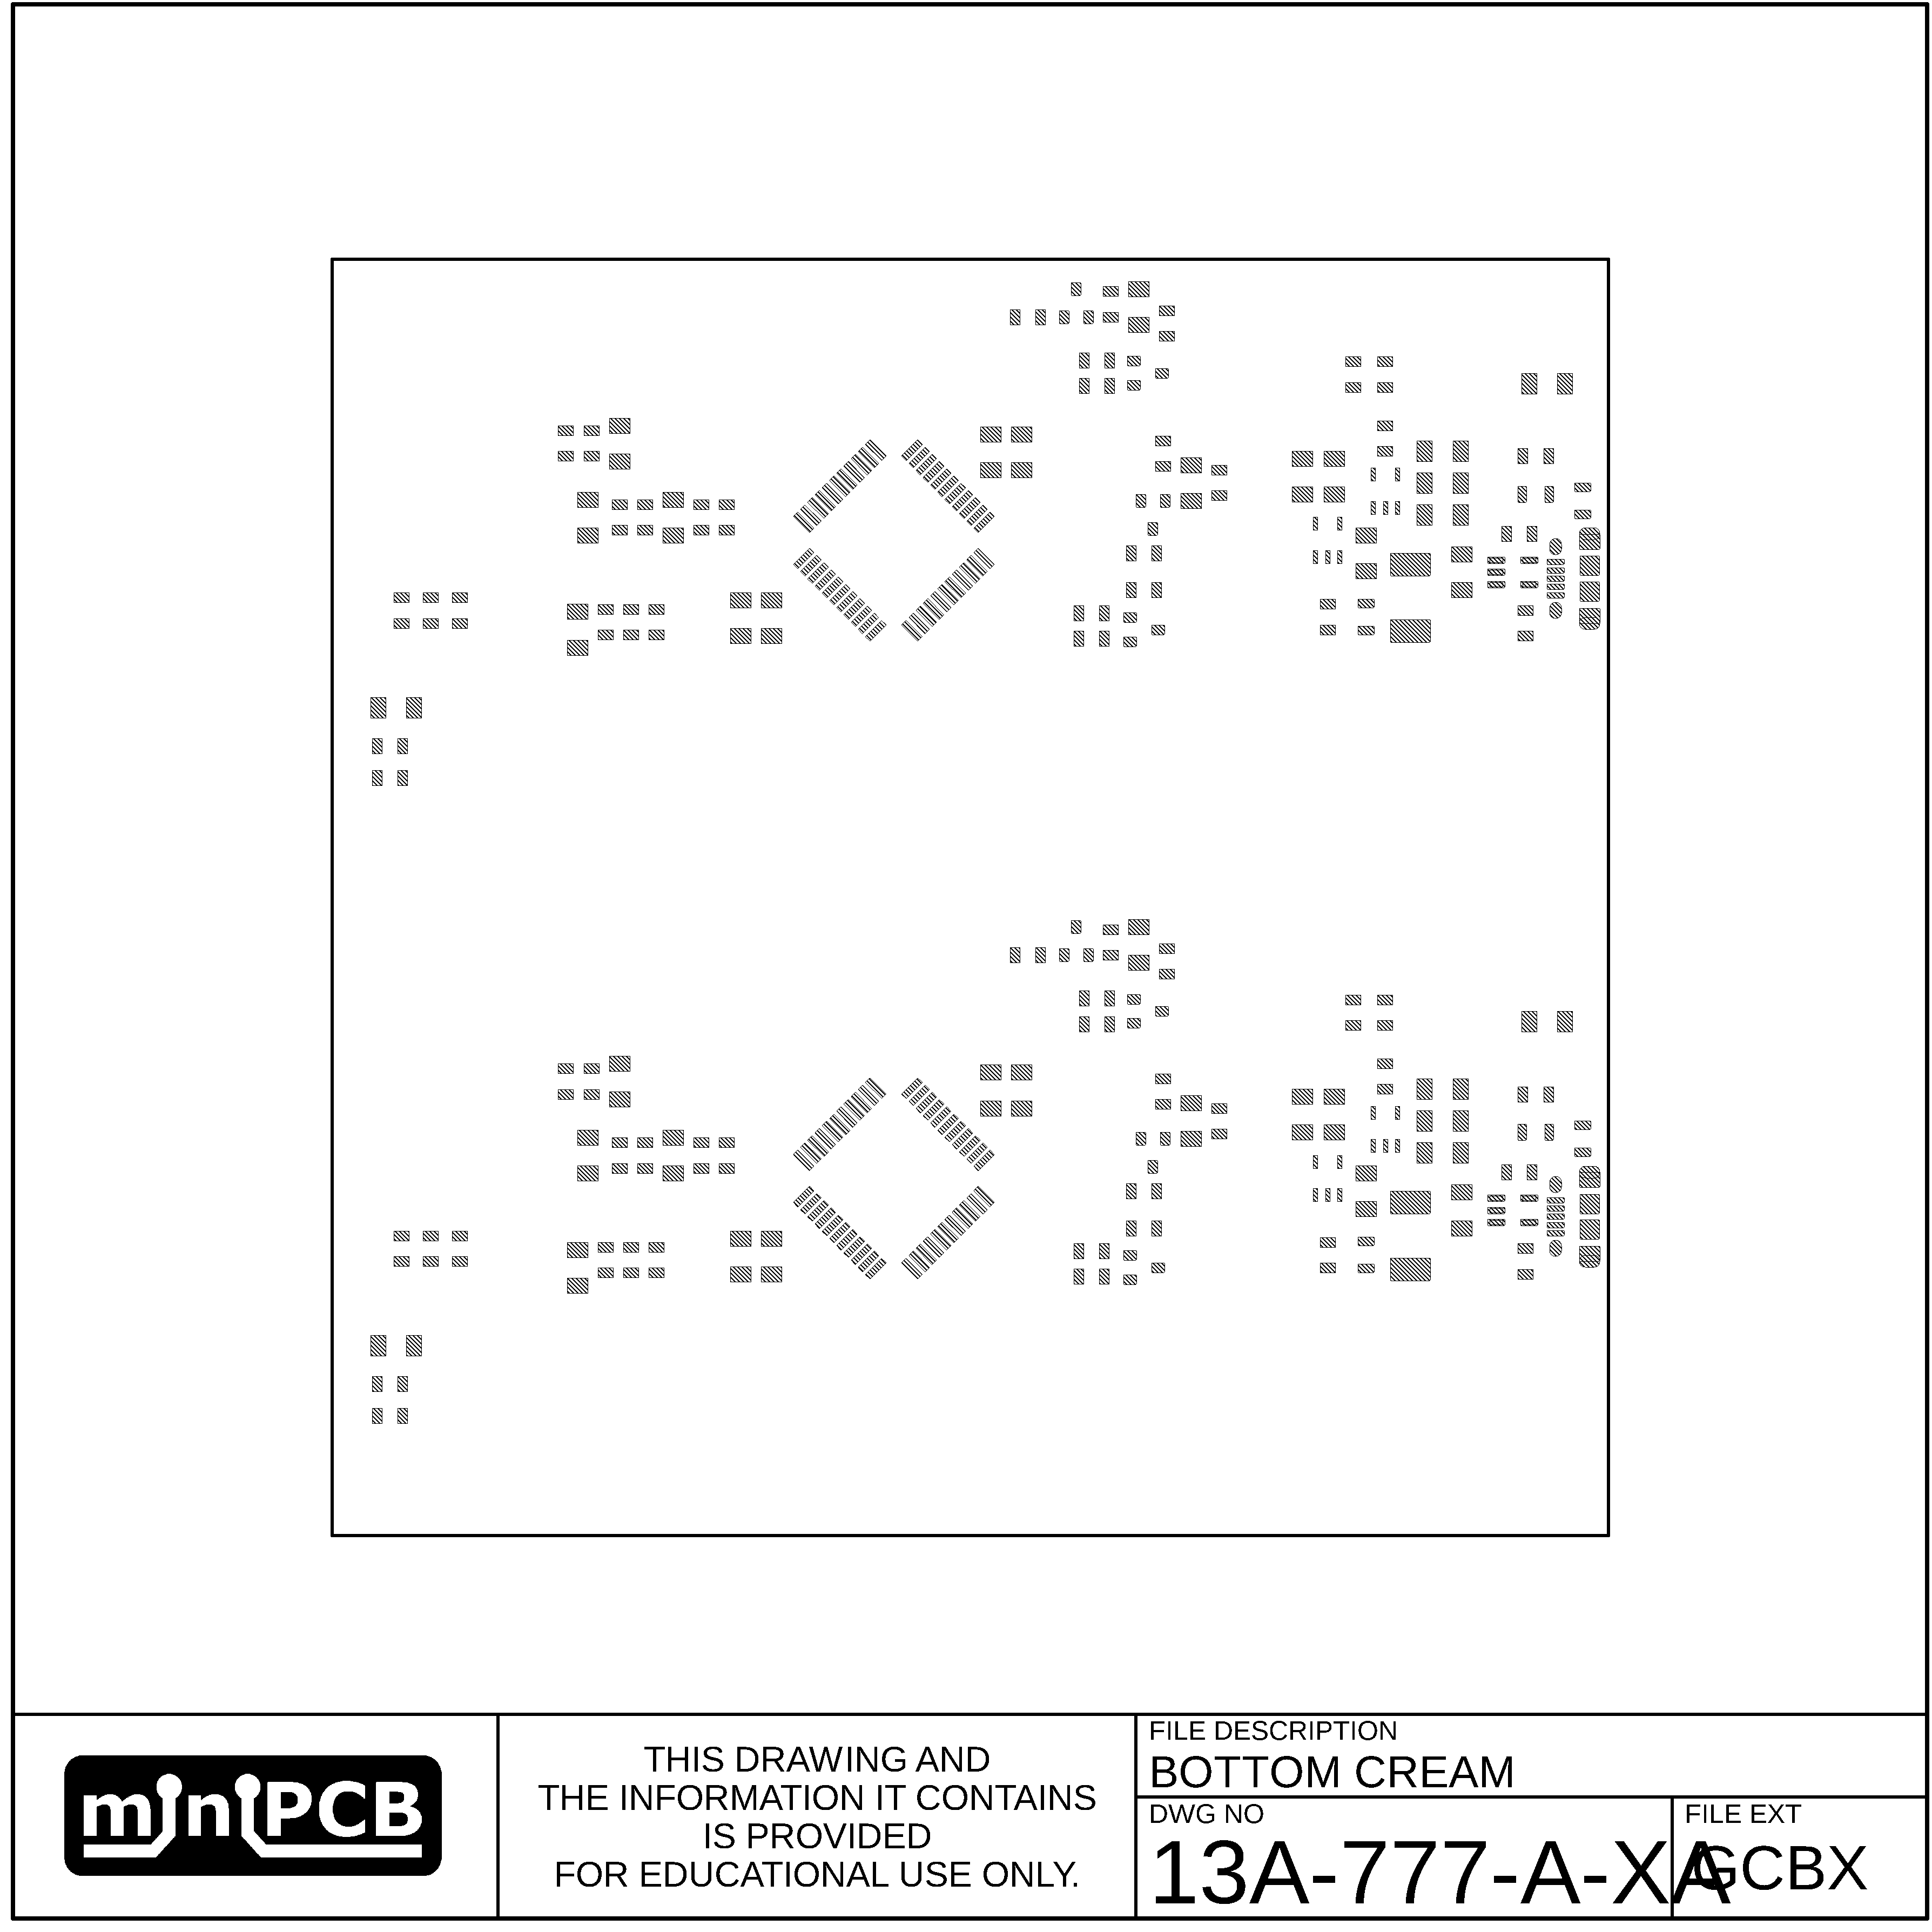 miniPCB
THIS DRAWING AND
THE INFORMATION IT CONTAINS
IS PROVIDED
FOR EDUCATIONAL USE ONLY.
FILE DESCRIPTION
BOTTOM CREAM
DWG NO
13A-777-A-XA
FILE EXT
GCBX